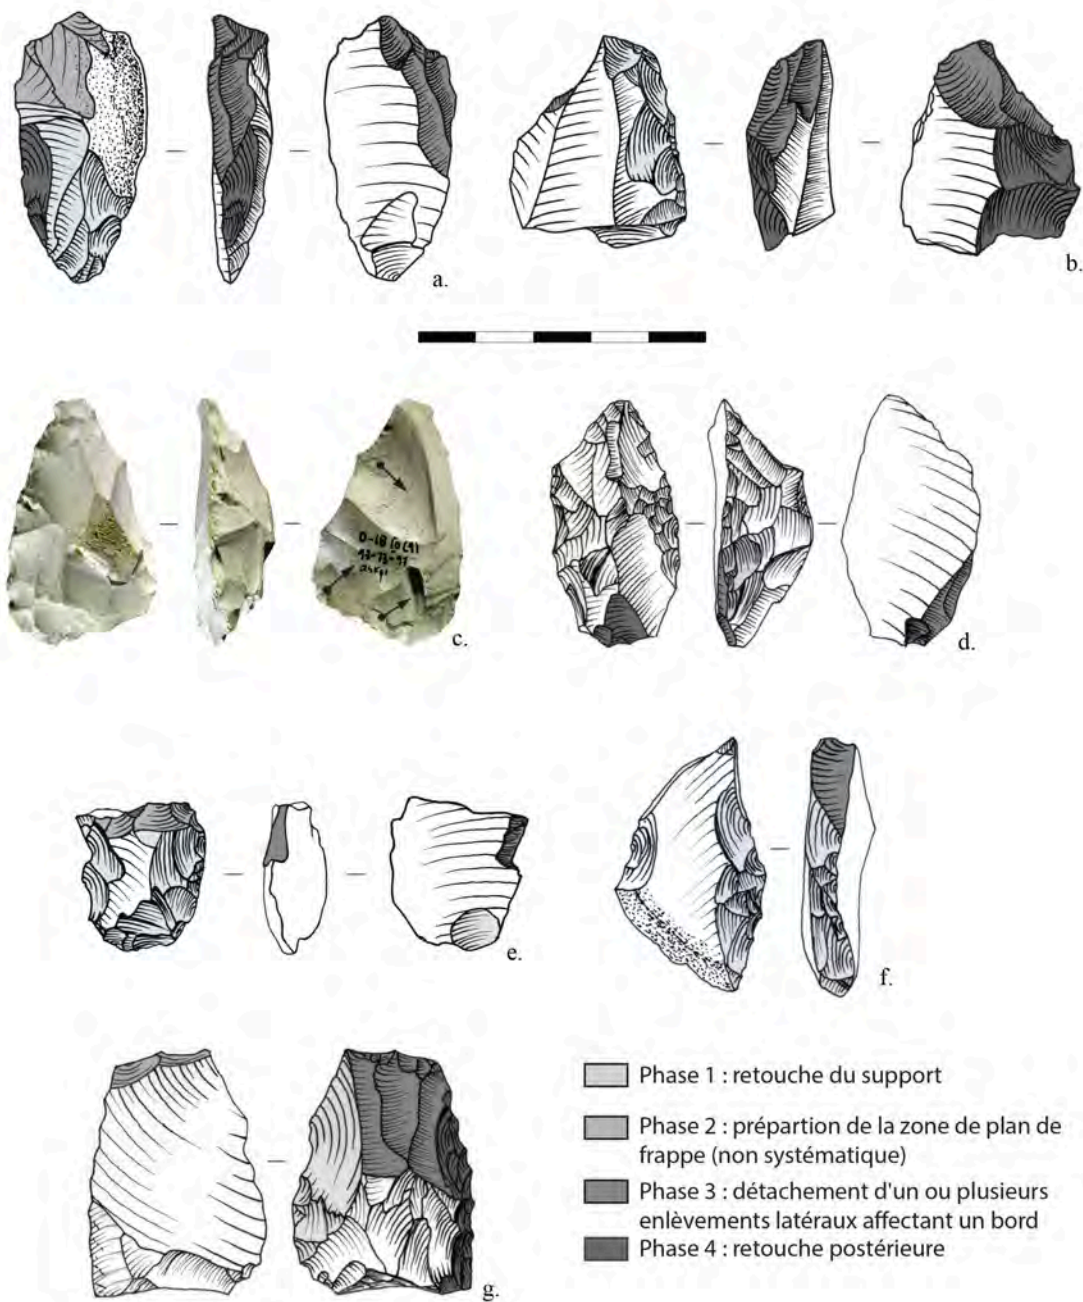 a.
b.
c.
d.
e.
f.
g.
Phase 1 : retouche du support
Phase 2 : prépartion de la zone de plan de
frappe (non systématique)
Phase 3 : détachement d'un ou plusieurs
enlèvements latéraux affectant un bord
Phase 4 : retouche postérieure